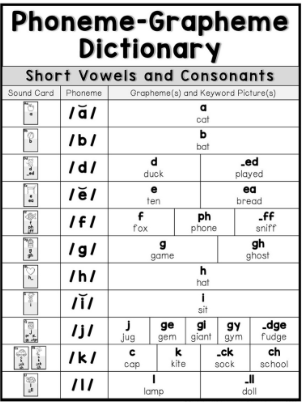 Phoneme-Grapheme
Dictionary
Short Vowels and Consonants
Sound Card Phoneme Grapheme(s) and Keyword Picture(s)
/ă/ a
cat
/b/ b
bat
/d/ d _ed
duck played
/ĕ/ e ea
ten bread
/f/ f ph _ff
fox phone sniff
/g/ g gh
game ghost
/h/ h
hat
/ĭ/ i
sit
/j/ j ge gi gy _dge
jug gem giant gym fudge
/k/ c k _ck ch
cap kite sock school
/l/ l _ll
lamp doll